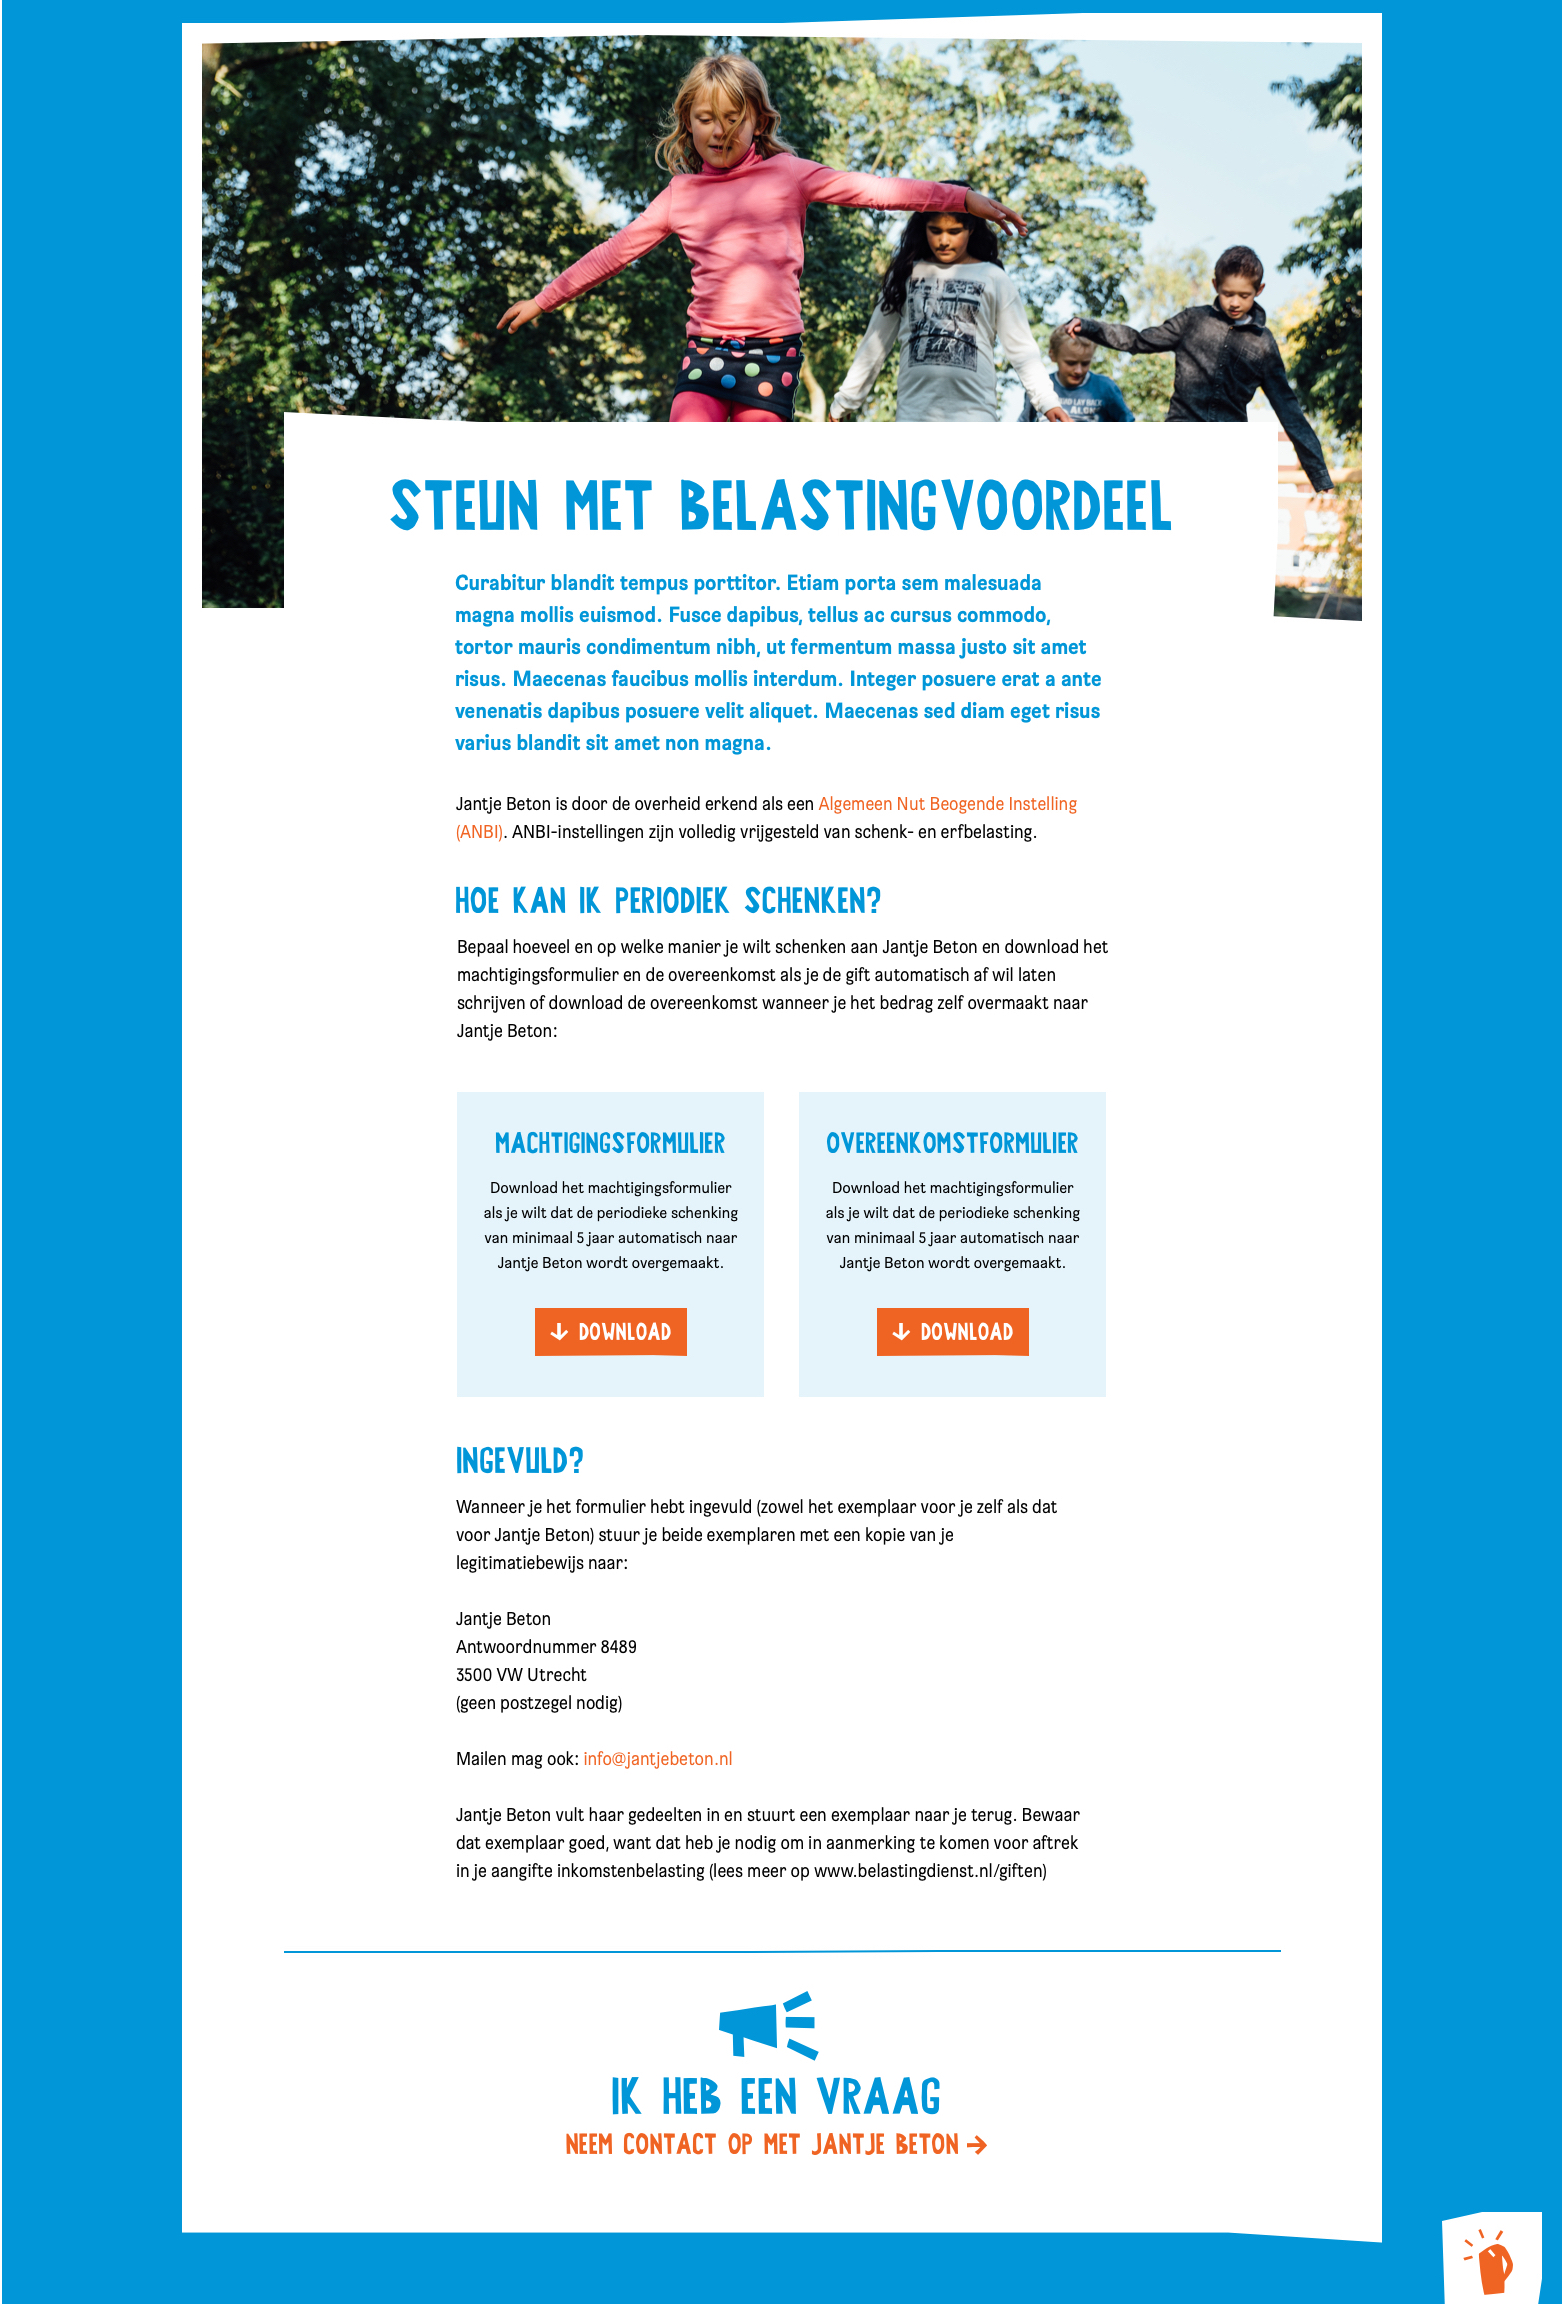 STEUN MET BELASTINGVOORDEEL
Curabitur blandit tempus porttitor. Etiam porta sem malesuada
magna mollis euismod. Fusce dapibus, tellus ac cursus commodo,
tortor mauris condimentum nibh, ut fermentum massa justo sit amet
risus. Maecenas faucibus mollis interdum. Integer posuere erat a ante
venenatis dapibus posuere velit aliquet. Maecenas sed diam eget risus
varius blandit sit amet non magna.
Jantje Beton is door de overheid erkend als een Algemeen Nut Beogende Instelling
(ANBI). ANBI-instellingen zijn volledig vrijgesteld van schenk- en erfbelasting.
HOE KAN IK PERIODIEK SCHENKEN?
Bepaal hoeveel en op welke manier je wilt schenken aan Jantje Beton en download het
machtigingsformulier en de overeenkomst als je de gift automatisch af wil laten
schrijven of download de overeenkomst wanneer je het bedrag zelf overmaakt naar
Jantje Beton:
MACHTIGINGSFORMULIER
Download het machtigingsformulier
als je wilt dat de periodieke schenking
van minimaal 5 jaar automatisch naar
Jantje Beton wordt overgemaakt.
DOWNLOAD
OVEREENKOMSTFORMULIER
Download het machtigingsformulier
als je wilt dat de periodieke schenking
van minimaal 5 jaar automatisch naar
Jantje Beton wordt overgemaakt.
DOWNLOAD
INGEVULD?
Wanneer je het formulier hebt ingevuld (zowel het exemplaar voor je zelf als dat
voor Jantje Beton) stuur je beide exemplaren met een kopie van je
legitimatiebewijs naar:
Jantje Beton
Antwoordnummer 8489
3500 VW Utrecht
(geen postzegel nodig)
Mailen mag ook: info@jantjebeton.nl
Jantje Beton vult haar gedeelten in en stuurt een exemplaar naar je terug. Bewaar
dat exemplaar goed, want dat heb je nodig om in aanmerking te komen voor aftrek
in je aangifte inkomstenbelasting (lees meer op www.belastingdienst.nl/giften)
IK HEB EEN VRAAG
NEEM CONTACT OP MET JANTJE BETON →